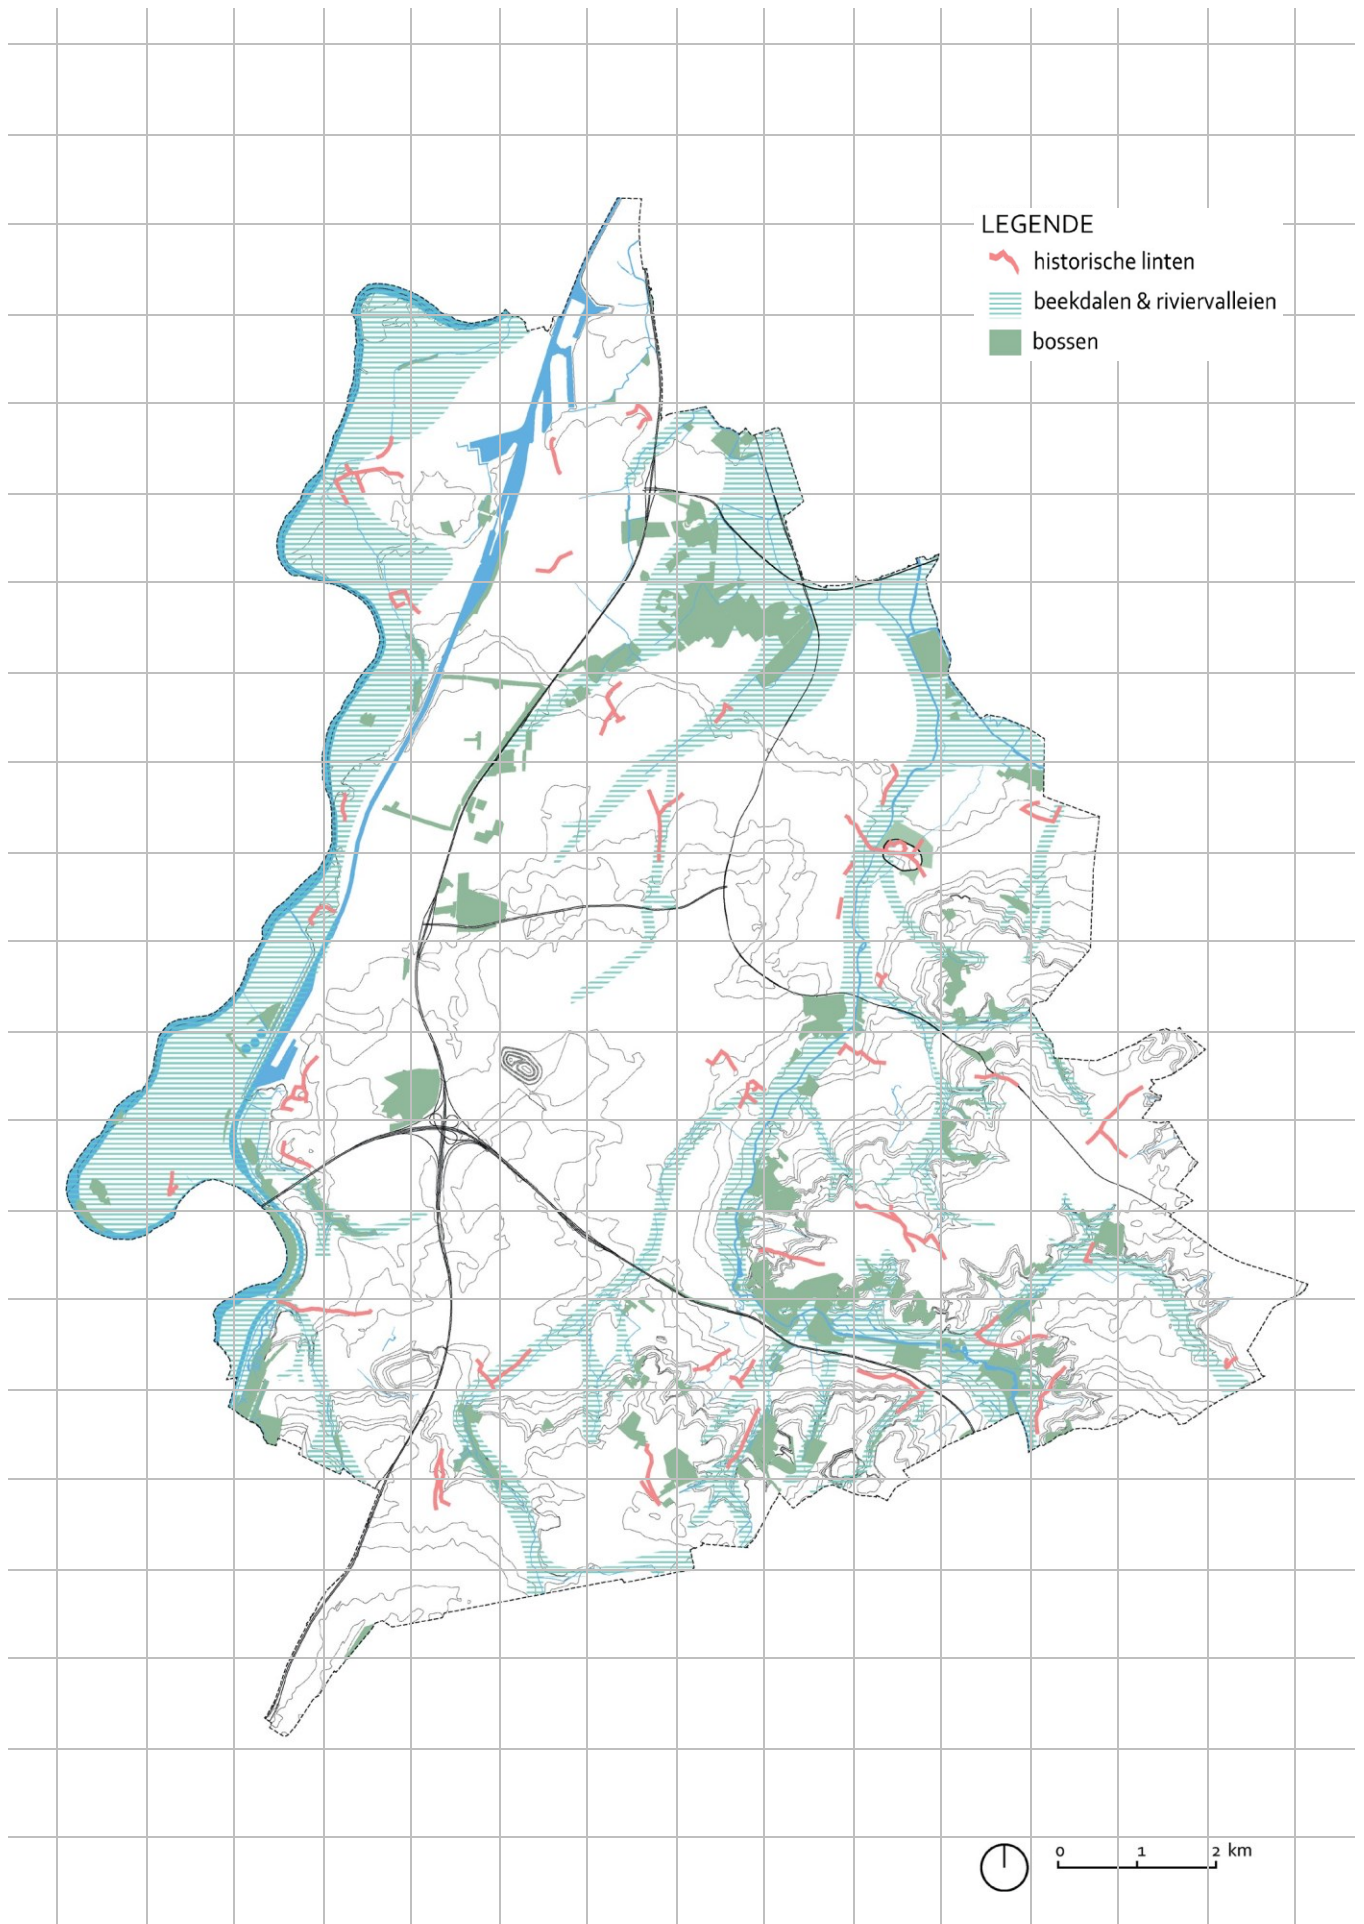 LEGENDE
historische linten
beekdalen & riviervalleien
bossen
0 1 2 km